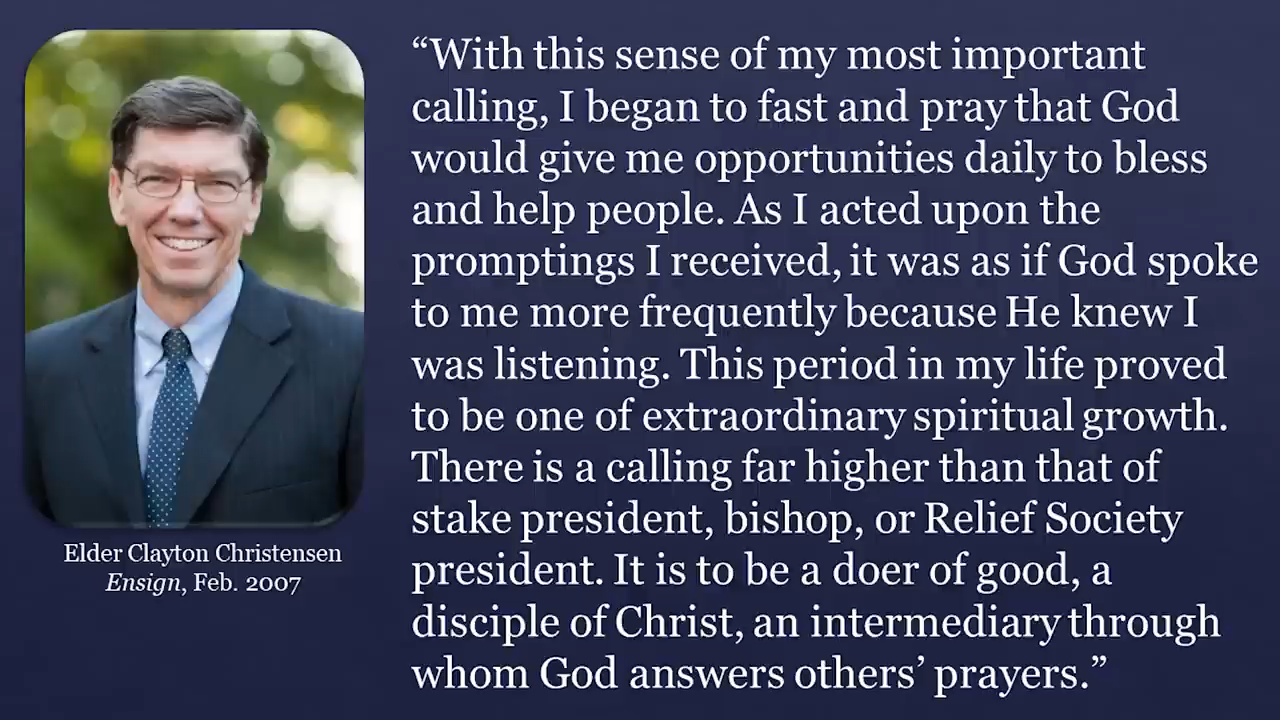 “With this sense of my most important
calling, I began to fast and pray that God
would give me opportunities daily to bless
and help people. As I acted upon the
promptings I received, it was as if God spoke
to me more frequently because He knew I
was listening. This period in my life proved
to be one of extraordinary spiritual growth.
There is a calling far higher than that of
stake president, bishop, or Relief Society
president. It is to be a doer of good, a
disciple of Christ, an intermediary through
whom God answers others’ prayers.”
Elder Clayton Christensen
Ensign, Feb. 2007